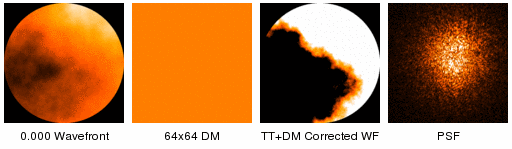 0.000 Wavefront
64x64 DM
TT+DM Corrected WF
PSF